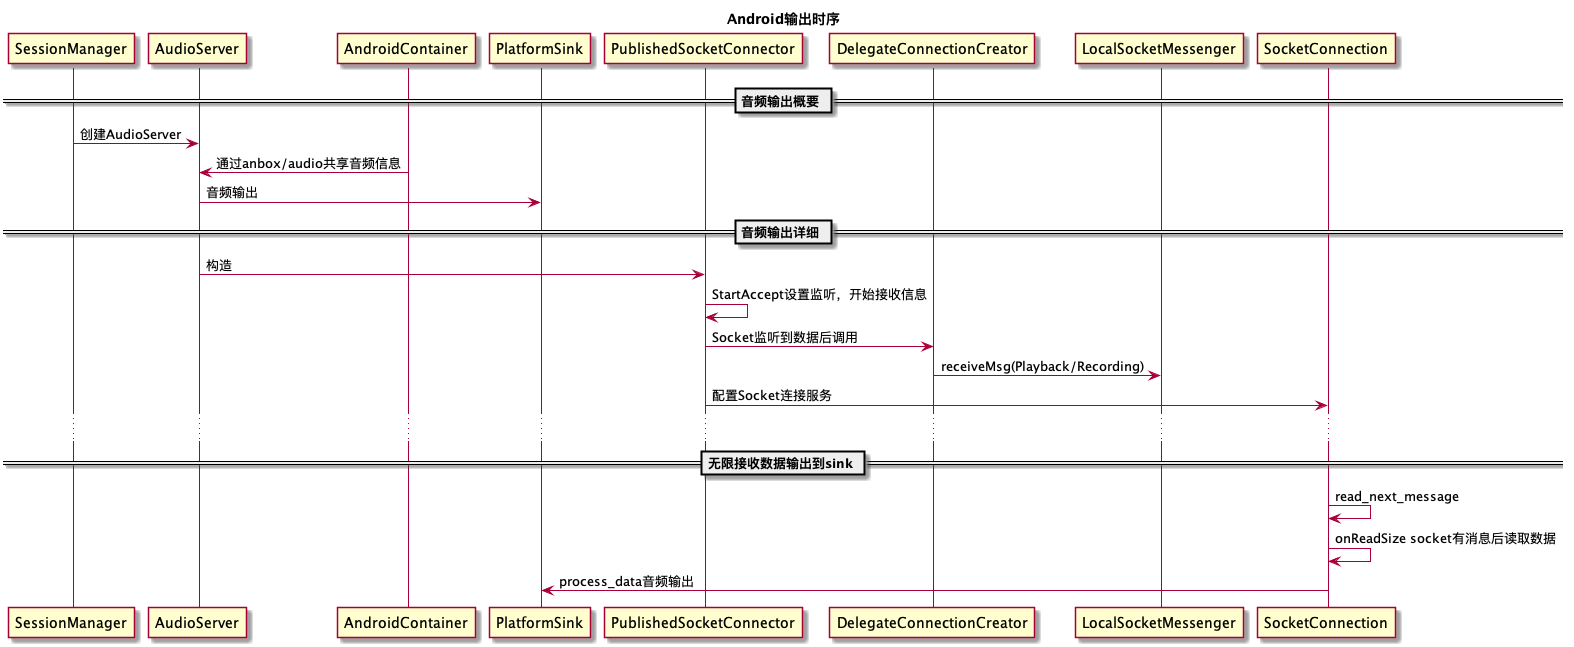 Android输出时序
SessionManager AudioServer AndroidContainer PlatformSink PublishedSocketConnector DelegateConnectionCreator LocalSocketMessenger SocketConnection
音频输出概要
创建AudioServer
通过anbox/audio共享音频信息
音频输出
音频输出详细
构造
StartAccept设置监听，开始接收信息
Socket监听到数据后调用
receiveMsg(Playback/Recording)
配置Socket连接服务
无限接收数据输出到sink
read_next_message
onReadSize socket有消息后读取数据
process_data音频输出
SessionManager AudioServer AndroidContainer PlatformSink PublishedSocketConnector DelegateConnectionCreator LocalSocketMessenger SocketConnection